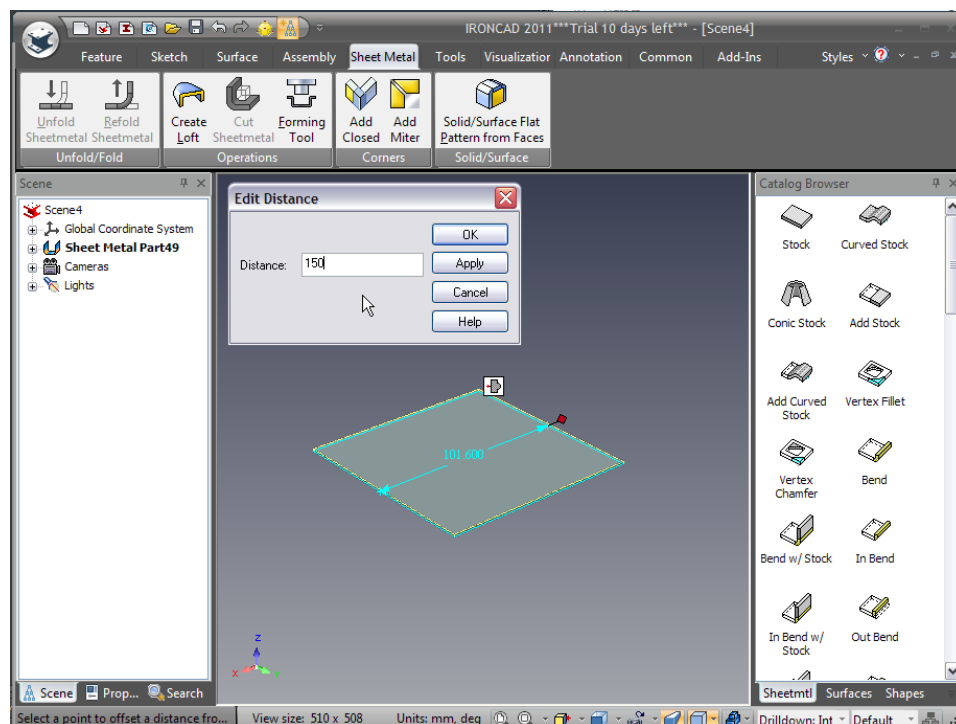 IRONCAD 2011***Trial 10 days left*** - [Scene4]
Feature Sketch Surface Assembly Sheet Metal Tools Visualization Annotation Common Add-Ins Styles
Unfold Sheetmetal
Refold Sheetmetal
Create Loft
Cut Sheetmetal
Forming Tool
Add Closed
Add Miter
Solid/Surface Flat Pattern from Faces
Unfold/Fold Operations Corners Solid/Surface
Scene
Scene4
Global Coordinate System
Sheet Metal Part49
Cameras
Lights
Edit Distance
Distance: 150
OK
Apply
Cancel
Help
101.600
Z
X
Catalog Browser
Stock
Curved Stock
Conic Stock
Add Stock
Add Curved Stock
Vertex Fillet
Vertex Chamfer
Bend
Bend w/ Stock
In Bend
In Bend w/ Stock
Out Bend
Scene Prop... Search
Sheetmtl Surfaces Shapes
Select a point to offset a distance fro... View size: 510 x 508 Units: mm, deg Drilldown: Int Default